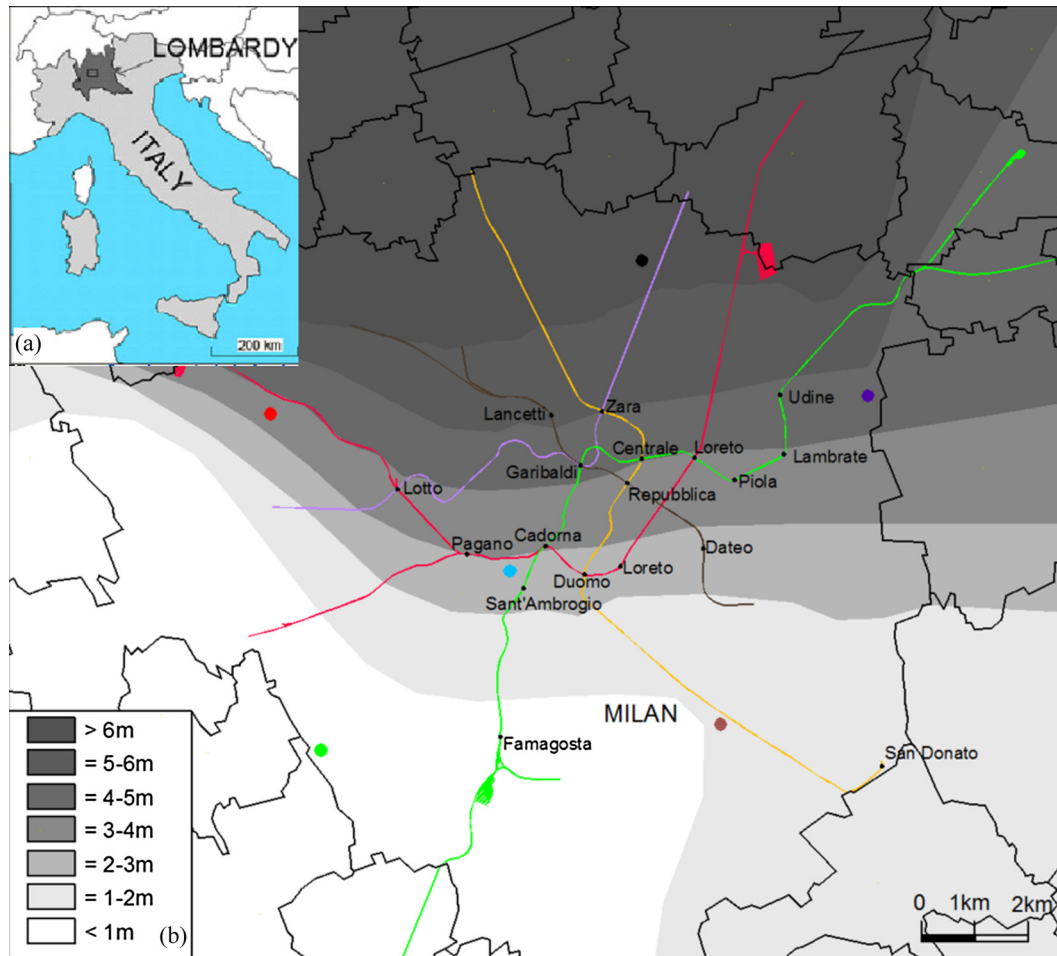 LOMBARDY
ITALY
(a)
200 km
Lancetti
Zara
Udine
Garibaldi
Centrale
Loreto
Lambrate
Lotto
Repubblica
Piola
Pagano
Cadorna
Dateo
Duomo
Loreto
Sant'Ambrogio
MILAN
Famagosta
San Donato
> 6m
= 5-6m
= 4-5m
= 3-4m
= 2-3m
= 1-2m
< 1m
(b)
0 1km 2km